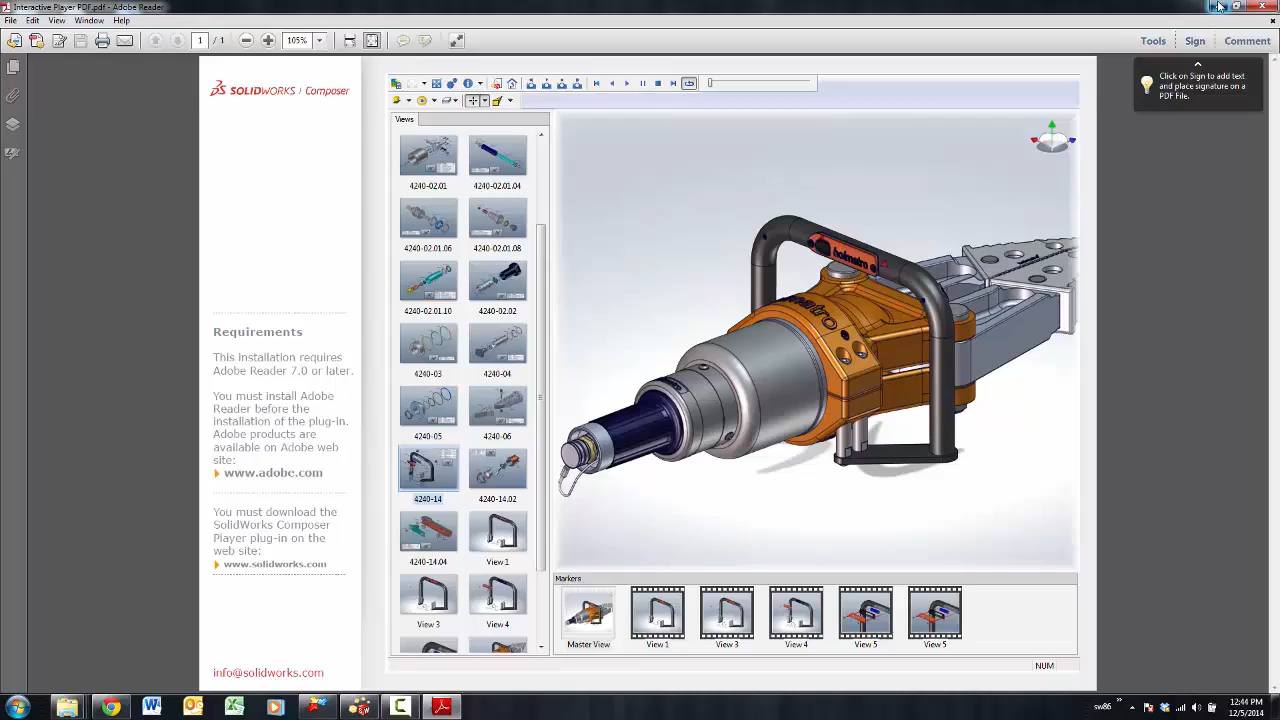 Interactive Player PDF.pdf - Adobe Reader
File Edit View Window Help
1 / 1 105% Tools Sign Comment
Click on Sign to add text
and place signature on a
PDF File.
SOLIDWORKS / Composer
Requirements
This installation requires
Adobe Reader 7.0 or later.
You must install Adobe
Reader before the
installation of the plug-in.
Adobe products are
available on Adobe web
site:
www.adobe.com
You must download the
SolidWorks Composer
Player plug-in on the
web site:
www.solidworks.com
info@solidworks.com
Views
4240-02.01 4240-02.01.04
4240-02.01.06 4240-02.01.08
4240-02.01.10 4240-02.02
4240-03 4240-04
4240-05 4240-06
4240-14 4240-14.02
4240-14.04 View 1
View 3 View 4
holmatro
Markers
Master View View 1 View 3 View 4 View 5 View 5
NUM
sw86
12:44 PM
12/5/2014